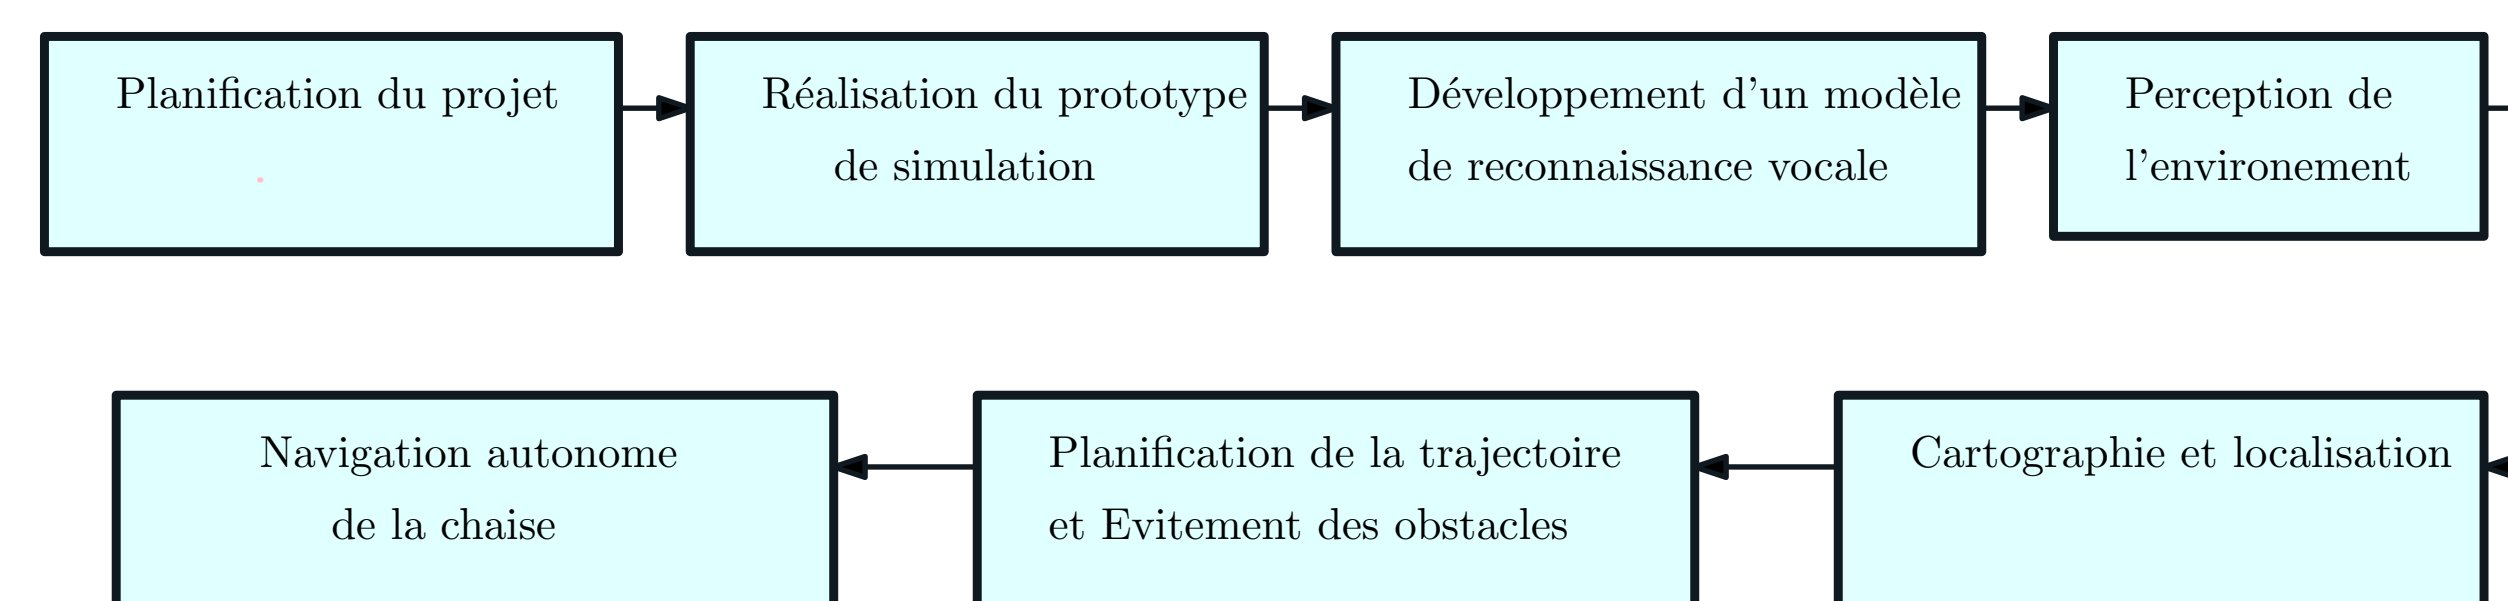 Planification du projet
Réalisation du prototype
de simulation
Développement d'un modèle
de reconnaissance vocale
Perception de
l'environement
Cartographie et localisation
Planification de la trajectoire
et Evitement des obstacles
Navigation autonome
de la chaise